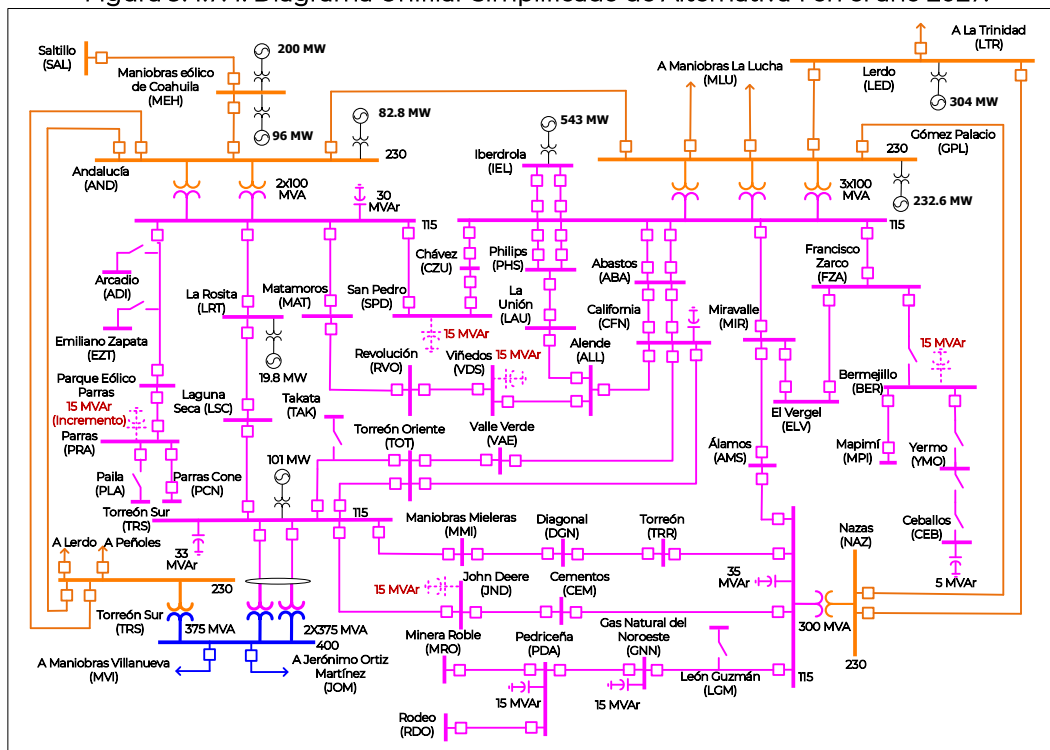 Saltillo
(SAL)
Maniobras eólico
de Coahuila
(MEH)
200 MW
96 MW
82.8 MW
A Maniobras La Lucha
(MLU)
A La Trinidad
(LTR)
Lerdo
(LED)
304 MW
543 MW
Iberdrola
(IEL)
Gómez Palacio
(GPL)
230
232.6 MW
Andalucía
(AND)
230
2x100
MVA
30
MVAr
115
3x100
MVA
115
Arcadio
(ADI)
Emiliano Zapata
(EZT)
La Rosita
(LRT)
19.8 MW
Matamoros
(MAT)
San Pedro
(SPD)
15 MVAr
Chávez
(CZU)
Philips
(PHS)
La
Unión
(LAU)
Abastos
(ABA)
California
(CFN)
Miravalle
(MIR)
Francisco
Zarco
(FZA)
15 MVAr
Bermejillo
(BER)
Revolución
(RVO)
Viñedos
(VDS)
15 MVAr
Alende
(ALL)
Parque Eólico
Parras
15 MVAr
(Incremento)
Parras
(PRA)
Paila
(PLA)
Parras Cone
(PCN)
Laguna
Seca (LSC)
Takata
(TAK)
Torreón Oriente
(TOT)
Valle Verde
(VAE)
El Vergel
(ELV)
Álamos
(AMS)
Mapimí
(MPI)
Yermo
(YMO)
Ceballos
(CEB)
5 MVAr
101 MW
Torreón Sur
(TRS)
115
33
MVAr
A Lerdo
A Peñoles
230
Torreón Sur
(TRS)
375 MVA
2X375 MVA
400
A Maniobras Villanueva
(MVI)
A Jerónimo Ortiz
Martínez
(JOM)
Maniobras Mieleras
(MMI)
Diagonal
(DGN)
Torreón
(TRR)
15 MVAr
John Deere
(JND)
Cementos
(CEM)
35
MVAr
Nazas
(NAZ)
300 MVA
230
115
Minera Roble
(MRO)
Pedriceña
(PDA)
15 MVAr
Gas Natural del
Noroeste
(GNN)
15 MVAr
León Guzmán
(LGM)
Rodeo
(RDO)